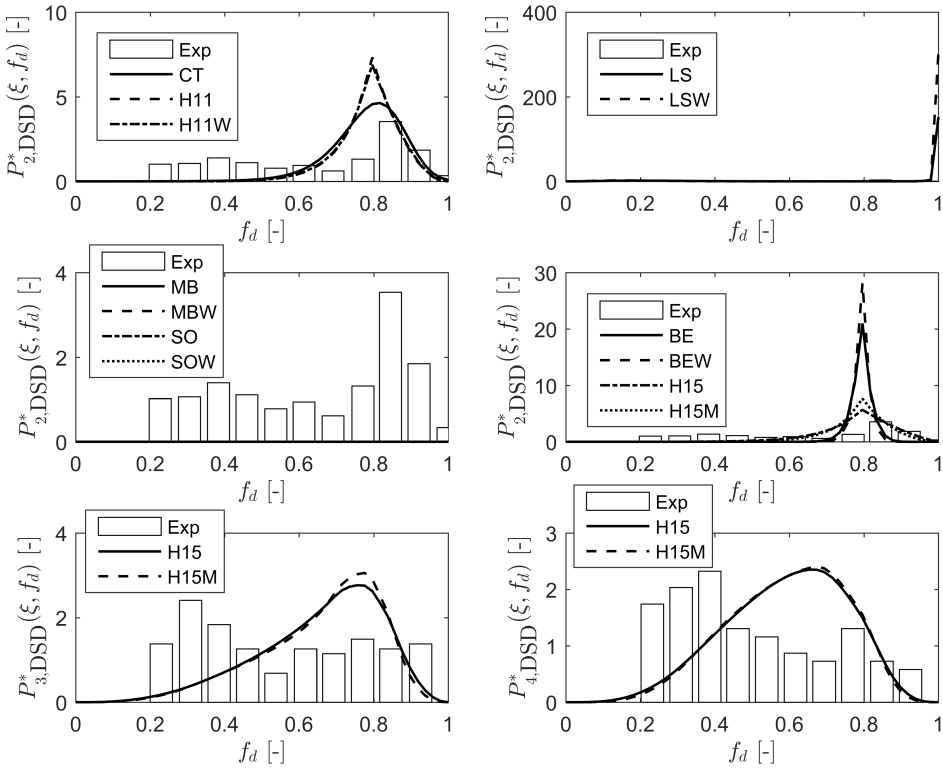 P*2,DSD(ξ, fd) [-]
10
5
0
Exp
CT
H11
H11W
0 0.2 0.4 0.6 0.8 1
fd [-]
P*2,DSD(ξ, fd) [-]
400
200
0
Exp
LS
LSW
0 0.2 0.4 0.6 0.8 1
fd [-]
P*2,DSD(ξ, fd) [-]
4
2
0
Exp
MB
MBW
SO
SOW
0 0.2 0.4 0.6 0.8 1
fd [-]
P*2,DSD(ξ, fd) [-]
30
20
10
0
Exp
BE
BEW
H15
H15M
0 0.2 0.4 0.6 0.8 1
fd [-]
P*3,DSD(ξ, fd) [-]
4
2
0
Exp
H15
H15M
0 0.2 0.4 0.6 0.8 1
fd [-]
P*4,DSD(ξ, fd) [-]
3
2
1
0
Exp
H15
H15M
0 0.2 0.4 0.6 0.8 1
fd [-]